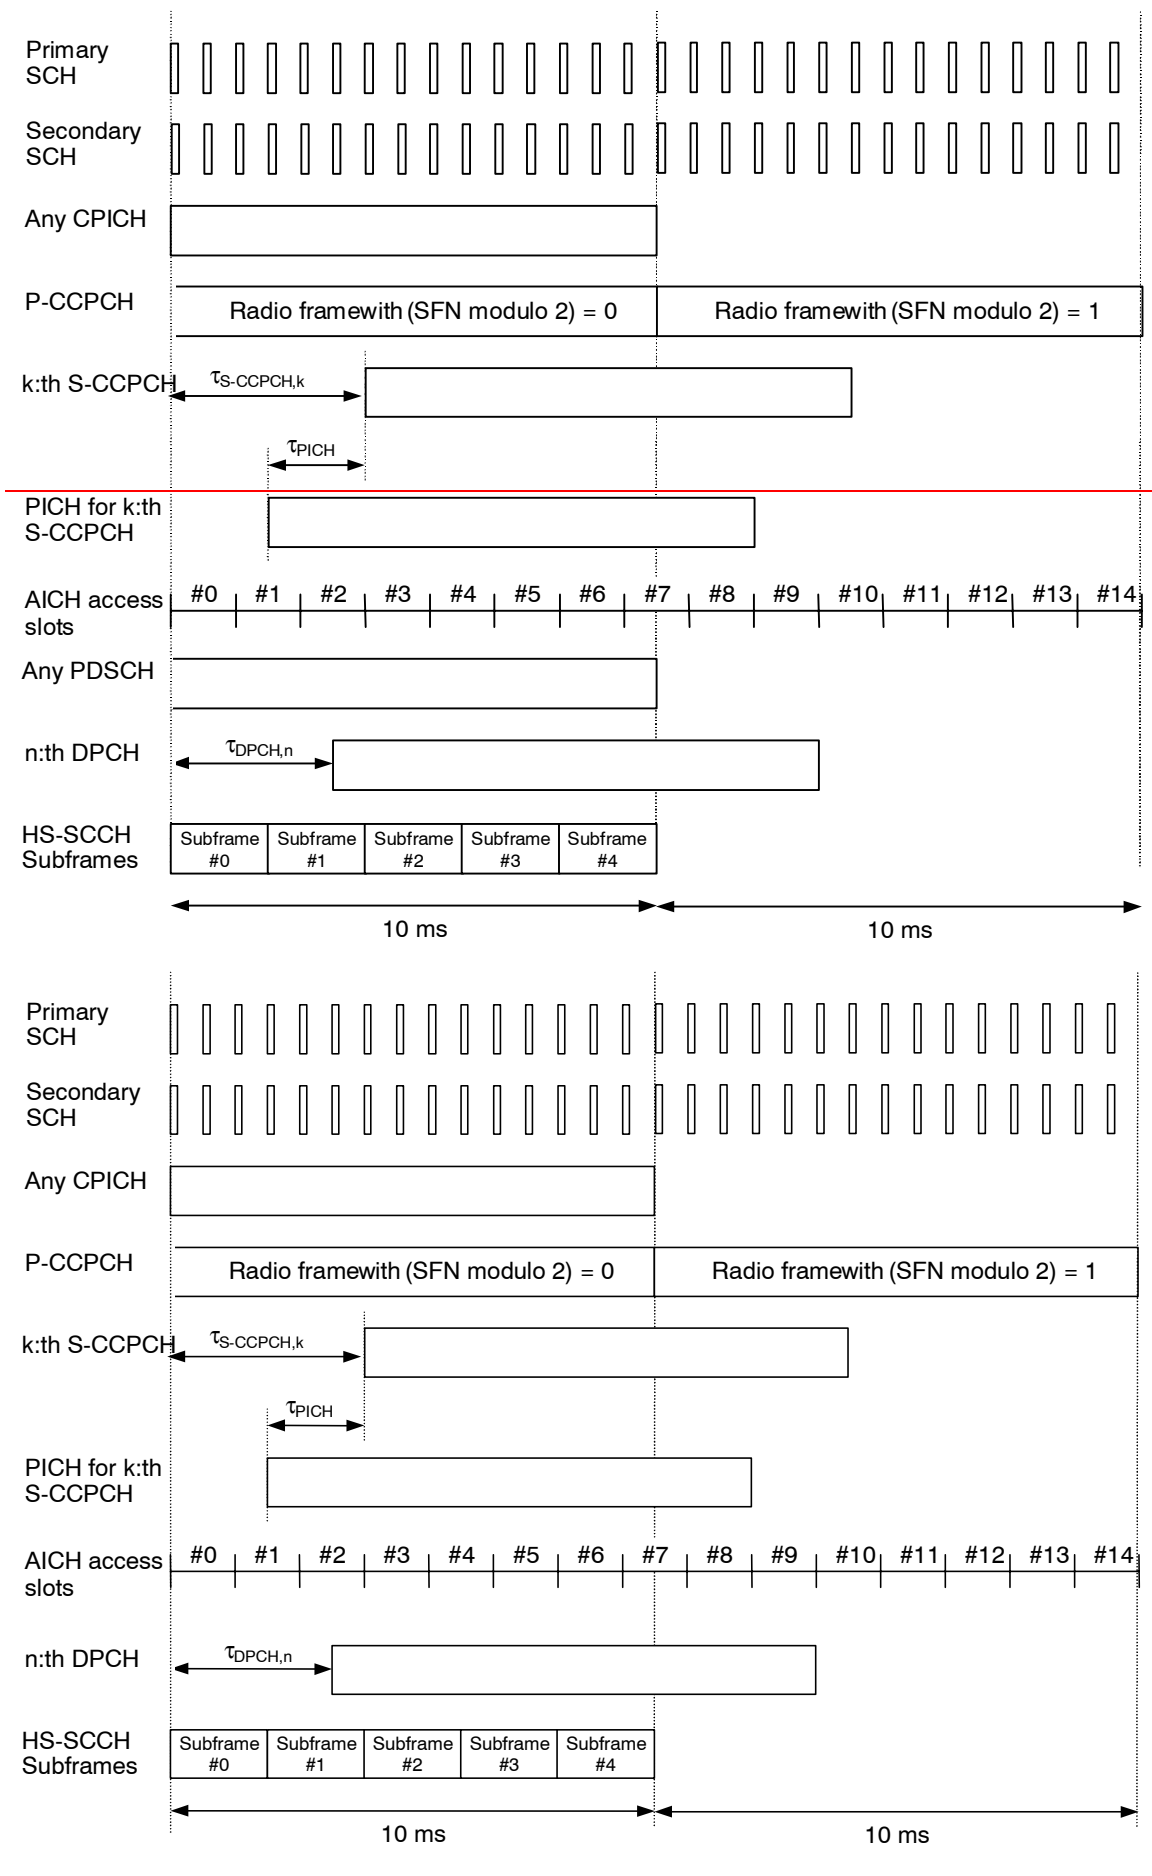 Primary
SCH
Secondary
SCH
Any CPICH
P-CCPCH
Radio framewith (SFN modulo 2) = 0
Radio framewith (SFN modulo 2) = 1
k:th S-CCPCH
τS-CCPCH,k
τPICH
PICH for k:th
S-CCPCH
AICH access
slots
#0 #1 #2 #3 #4 #5 #6 #7 #8 #9 #10 #11 #12 #13 #14
Any PDSCH
n:th DPCH
τDPCH,n
HS-SCCH
Subframes
Subframe
#0
Subframe
#1
Subframe
#2
Subframe
#3
Subframe
#4
10 ms
10 ms
Primary
SCH
Secondary
SCH
Any CPICH
P-CCPCH
Radio framewith (SFN modulo 2) = 0
Radio framewith (SFN modulo 2) = 1
k:th S-CCPCH
τS-CCPCH,k
τPICH
PICH for k:th
S-CCPCH
AICH access
slots
#0 #1 #2 #3 #4 #5 #6 #7 #8 #9 #10 #11 #12 #13 #14
n:th DPCH
τDPCH,n
HS-SCCH
Subframes
Subframe
#0
Subframe
#1
Subframe
#2
Subframe
#3
Subframe
#4
10 ms
10 ms